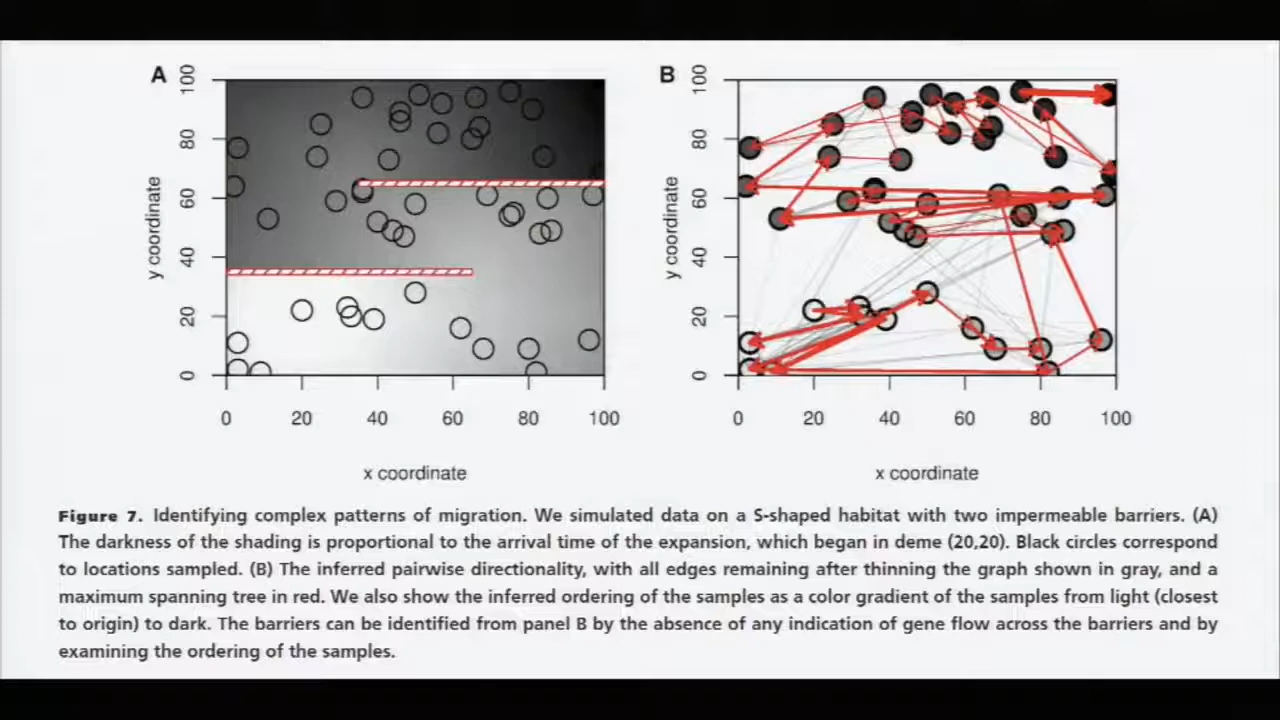 A
B
100
80
60
40
20
0
y coordinate
0 20 40 60 80 100
x coordinate
100
80
60
40
20
0
y coordinate
0 20 40 60 80 100
x coordinate
Figure 7. Identifying complex patterns of migration. We simulated data on a S-shaped habitat with two impermeable barriers. (A)
The darkness of the shading is proportional to the arrival time of the expansion, which began in deme (20,20). Black circles correspond
to locations sampled. (B) The inferred pairwise directionality, with all edges remaining after thinning the graph shown in gray, and a
maximum spanning tree in red. We also show the inferred ordering of the samples as a color gradient of the samples from light (closest
to origin) to dark. The barriers can be identified from panel B by the absence of any indication of gene flow across the barriers and by
examining the ordering of the samples.